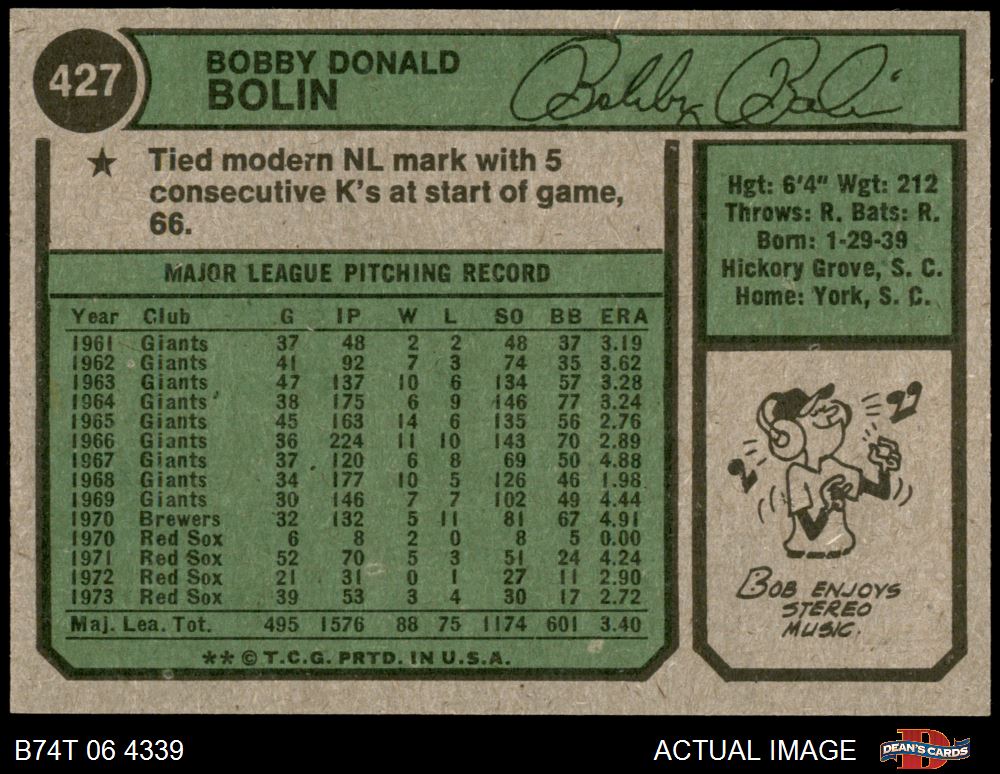 427
BOBBY DONALD
BOLIN
Bobby Bolin
★ Tied modern NL mark with 5
consecutive K's at start of game,
66.
MAJOR LEAGUE PITCHING RECORD
Year Club G IP W L SO BB ERA
1961 Giants 37 48 2 2 48 37 3.19
1962 Giants 41 92 7 3 74 35 3.62
1963 Giants 47 137 10 6 134 57 3.28
1964 Giants 38 175 6 9 146 77 3.24
1965 Giants 45 163 14 6 135 56 2.76
1966 Giants 36 224 11 10 143 70 2.89
1967 Giants 37 120 6 8 69 50 4.88
1968 Giants 34 177 10 5 126 46 1.98
1969 Giants 30 146 7 7 102 49 4.44
1970 Brewers 32 132 5 11 81 67 4.91
1970 Red Sox 6 8 2 0 8 5 0.00
1971 Red Sox 52 70 5 3 51 24 4.24
1972 Red Sox 21 31 0 1 27 11 2.90
1973 Red Sox 39 53 3 4 30 17 2.72
Maj. Lea. Tot. 495 1576 88 75 1174 601 3.40
** © T.C.G. PRTD. IN U.S.A.
Hgt: 6'4" Wgt: 212
Throws: R. Bats: R.
Born: 1-29-39
Hickory Grove, S. C.
Home: York, S. C.
BOB ENJOYS
STEREO
MUSIC.
B74T 06 4339
ACTUAL IMAGE
DEAN'S CARDS